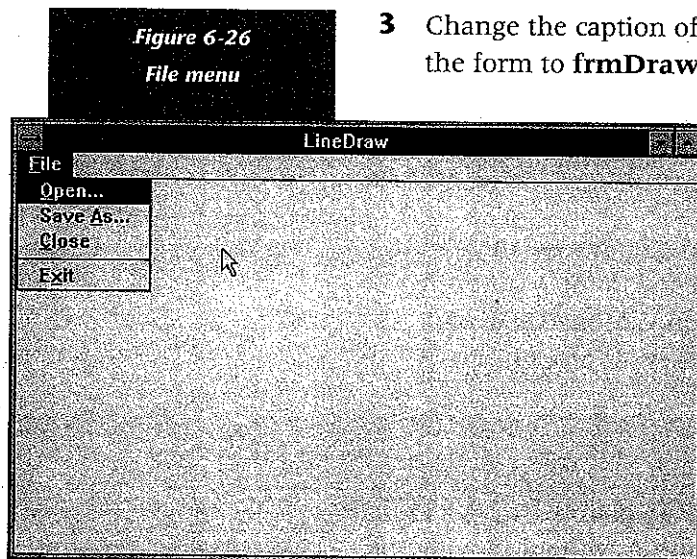 Figure 6-26
File menu
3 Change the caption of
the form to frmDraw
LineDraw
File
Open...
Save As...
Close
Exit